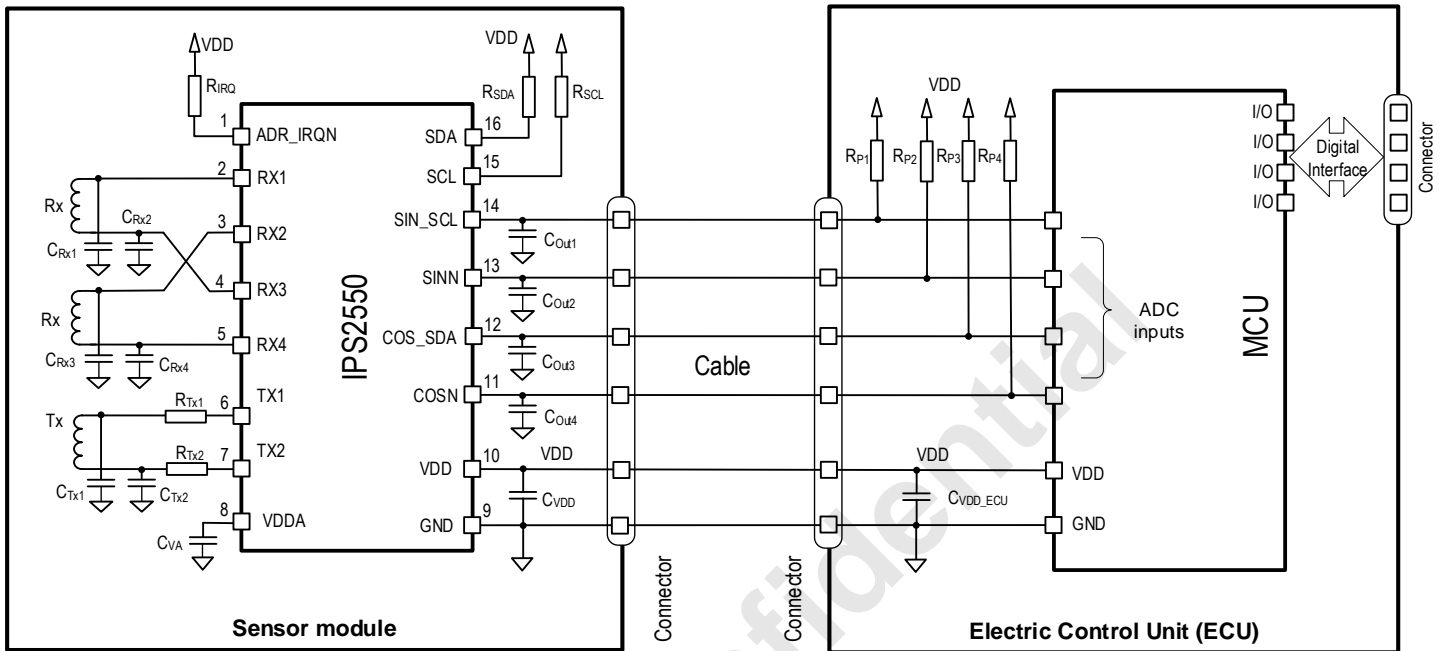 VDD
RIRQ
1
ADR_IRQN
2
RX1
Rx
CRx1
CRx2
3
RX2
4
RX3
Rx
CRx3
CRx4
5
RX4
Tx
RTx1
6
TX1
RTx2
7
TX2
CTx1
CTx2
8
VDDA
CVA
IPS2550
VDD
RSDA
RSCL
SDA
16
SCL
15
SIN_SCL
14
COut1
SINN
13
COut2
COS_SDA
12
COut3
COSN
11
COut4
VDD
10
VDD
CVDD
GND
9
Sensor module
Connector
Cable
Connector
VDD
RP1
RP2
RP3
RP4
ADC
inputs
MCU
VDD
CVDD_ECU
VDD
GND
I/O
I/O
I/O
I/O
Digital
Interface
Connector
Electric Control Unit (ECU)
fidential